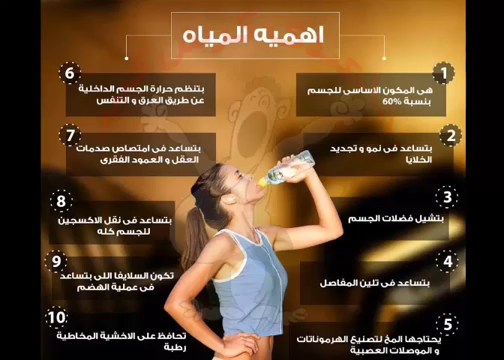 اهميه المياه
1
هى المكون الاساسى للجسم
بنسبة 60%
2
بتساعد فى نمو و تجديد
الخلايا
3
بتشيل فضلات الجسم
4
بتساعد فى تلين المفاصل
5
يحتاجها المخ لتصنيع الهرمونات
و الموصلات العصبية
6
بتنظم حرارة الجسم الداخلية
عن طريق العرق و التنفس
7
بتساعد فى امتصاص صدمات
العقل و العمود الفقرى
8
بتساعد فى نقل الاكسجين
للجسم كله
9
تكون السلايفا اللى بتساعد
فى عملية الهضم
10
تحافظ على الاخشية المخاطية
رطبة